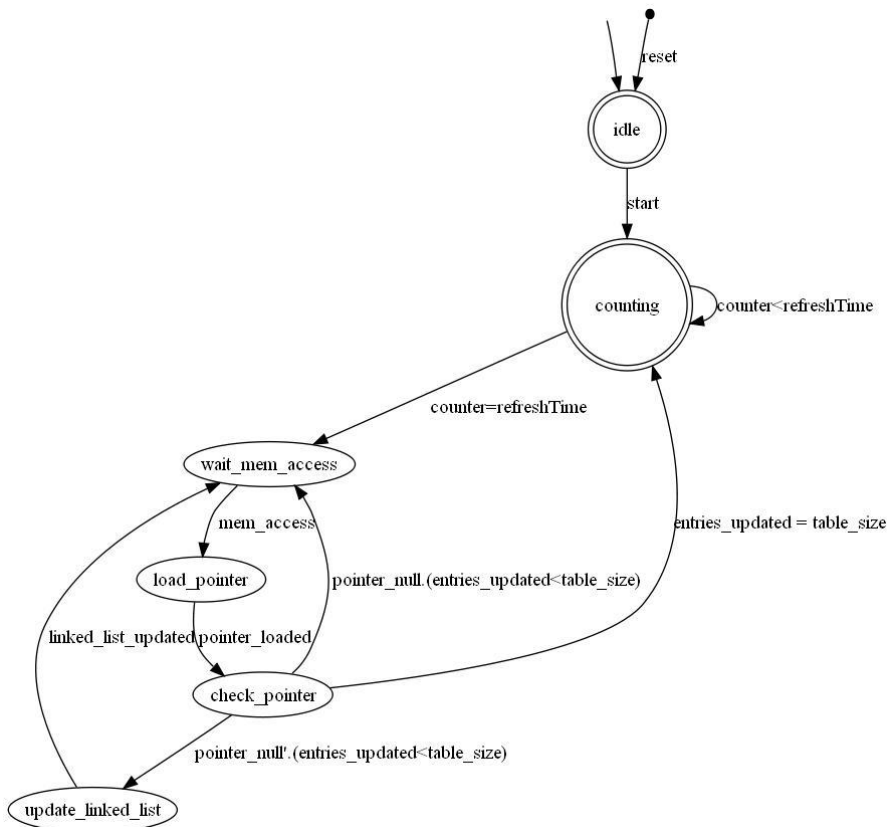 reset
idle
start
counting
counter<refreshTime
counter=refreshTime
wait_mem_access
mem_access
entries_updated = table_size
load_pointer
pointer_null.(entries_updated<table_size)
linked_list_updated
pointer_loaded
check_pointer
pointer_null'.(entries_updated<table_size)
update_linked_list